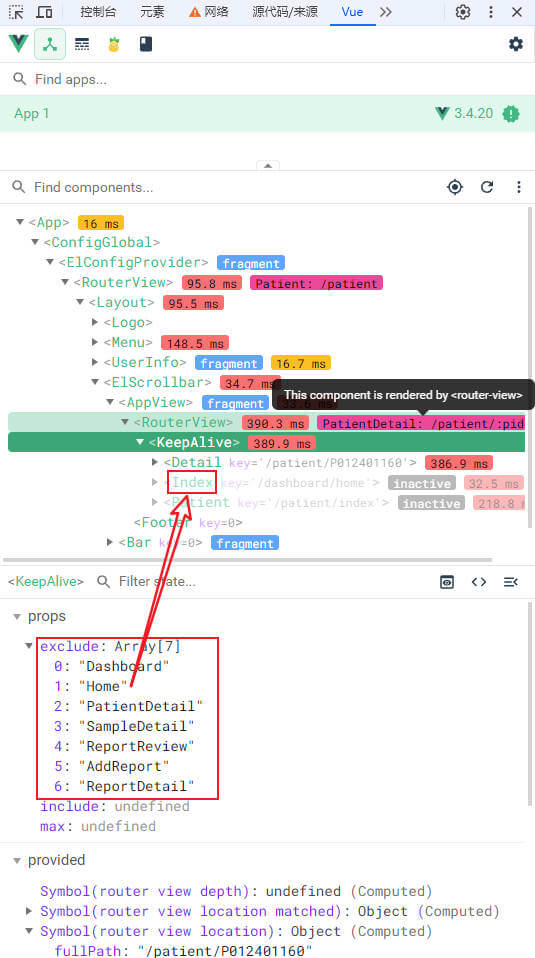 控制台 元素 网络 源代码/来源 Vue
Find apps...
App 1 3.4.20
Find components...
<App> 16 ms
<ConfigGlobal>
<ElConfigProvider> fragment
<RouterView> 95.8 ms Patient: /patient
<Layout> 95.5 ms
<Logo>
<Menu> 148.5 ms
<UserInfo> fragment 16.7 ms
<ElScrollbar> 34.7 ms
This component is rendered by <router-view>
<AppView> fragment
<RouterView> 390.3 ms PatientDetail: /patient/:pid
<KeepAlive> 389.9 ms
<Detail key='/patient/P012401160'> 386.9 ms
<Index key='/dashboard/home'> inactive 32.5 ms
<Patient key='/patient/index'> inactive 218.8 m
<Footer key=0>
<Bar key=0> fragment
<KeepAlive> Filter state...
props
exclude: Array[7]
0: "Dashboard"
1: "Home"
2: "PatientDetail"
3: "SampleDetail"
4: "ReportReview"
5: "AddReport"
6: "ReportDetail"
include: undefined
max: undefined
provided
Symbol(router view depth): undefined (Computed)
Symbol(router view location matched): Object (Computed)
Symbol(router view location): Object (Computed)
fullPath: "/patient/P012401160"